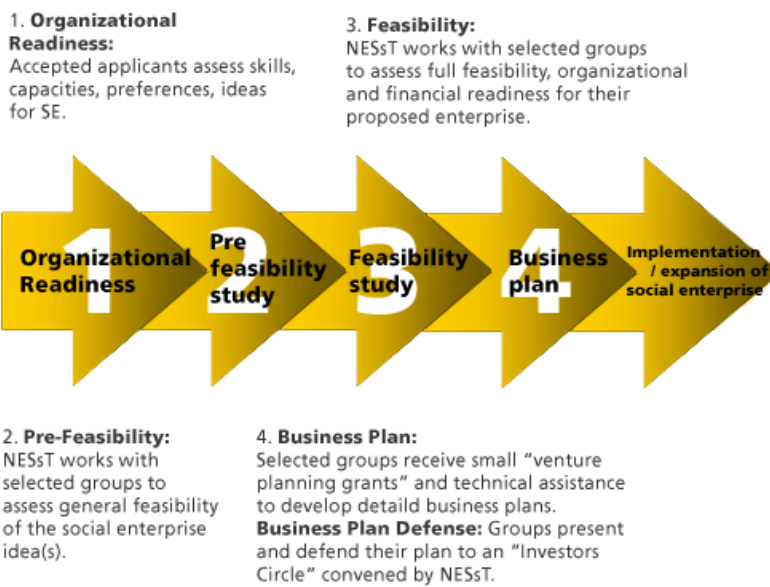 1. Organizational
Readiness:
Accepted applicants assess skills,
capacities, preferences, ideas
for SE.
3. Feasibility:
NESsT works with selected groups
to assess full feasibility, organizational
and financial readiness for their
proposed enterprise.
1
Organizational
Readiness
2
Pre
feasibility
study
3
Feasibility
study
4
Business
plan
Implementation
/ expansion of
social enterprise
2. Pre-Feasibility:
NESsT works with
selected groups to
assess general feasibility
of the social enterprise
idea(s).
4. Business Plan:
Selected groups receive small “venture
planning grants” and technical assistance
to develop detaild business plans.
Business Plan Defense: Groups present
and defend their plan to an “Investors
Circle” convened by NESsT.